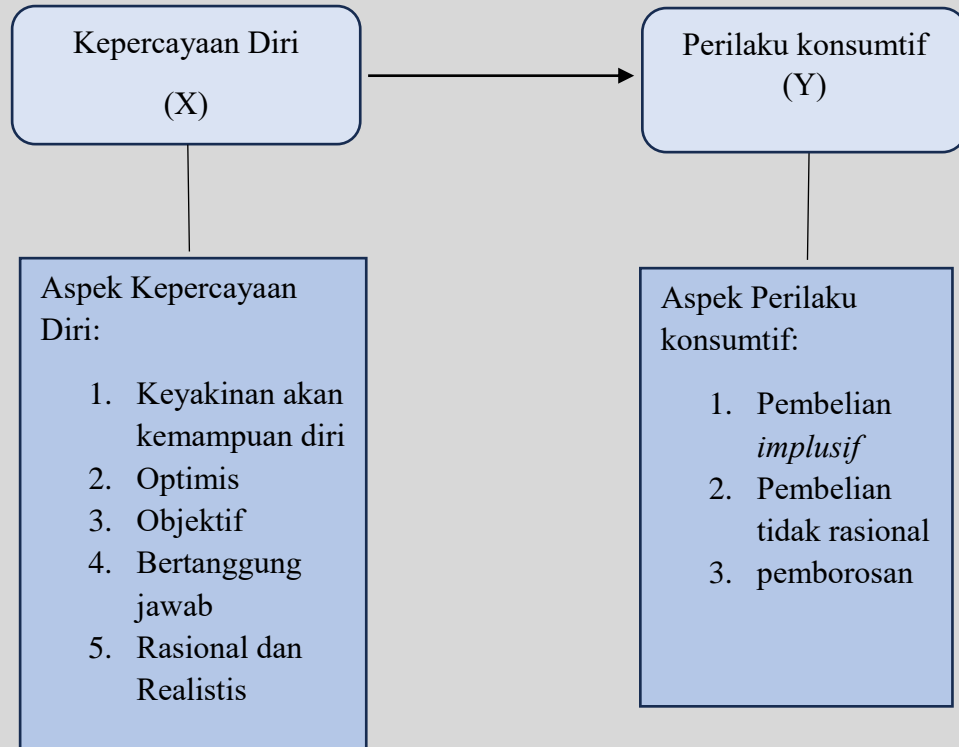 Kepercayaan Diri
(X)
Perilaku konsumtif
(Y)
Aspek Kepercayaan
Diri:
1. Keyakinan akan
kemampuan diri
2. Optimis
3. Objektif
4. Bertanggung
jawab
5. Rasional dan
Realistis
Aspek Perilaku
konsumtif:
1. Pembelian
implusif
2. Pembelian
tidak rasional
3. pemborosan